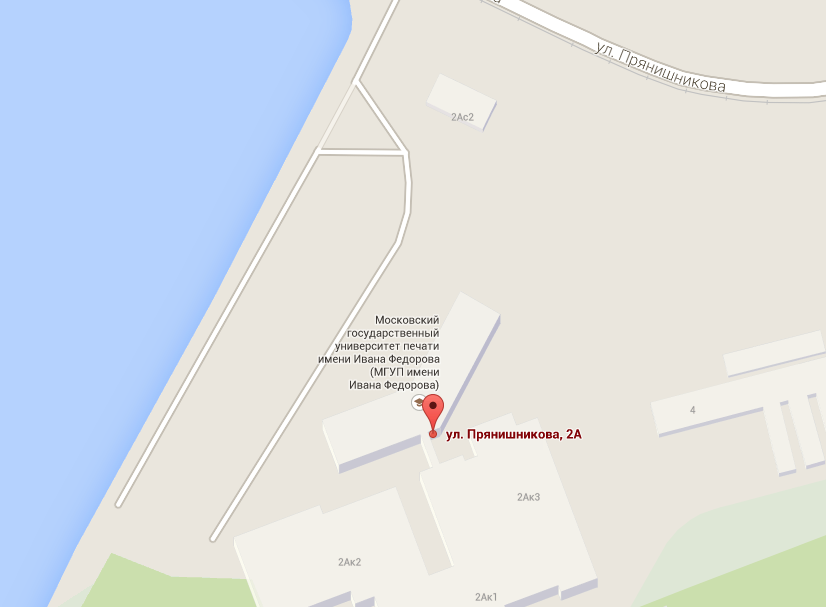 а
ул. Прянишникова
2Ас2
Московский
государственный
университет печати
имени Ивана Федорова
(МГУП имени
Ивана Федорова)
4
ул. Прянишникова, 2А
2Ак3
2Ак2
2Ак1